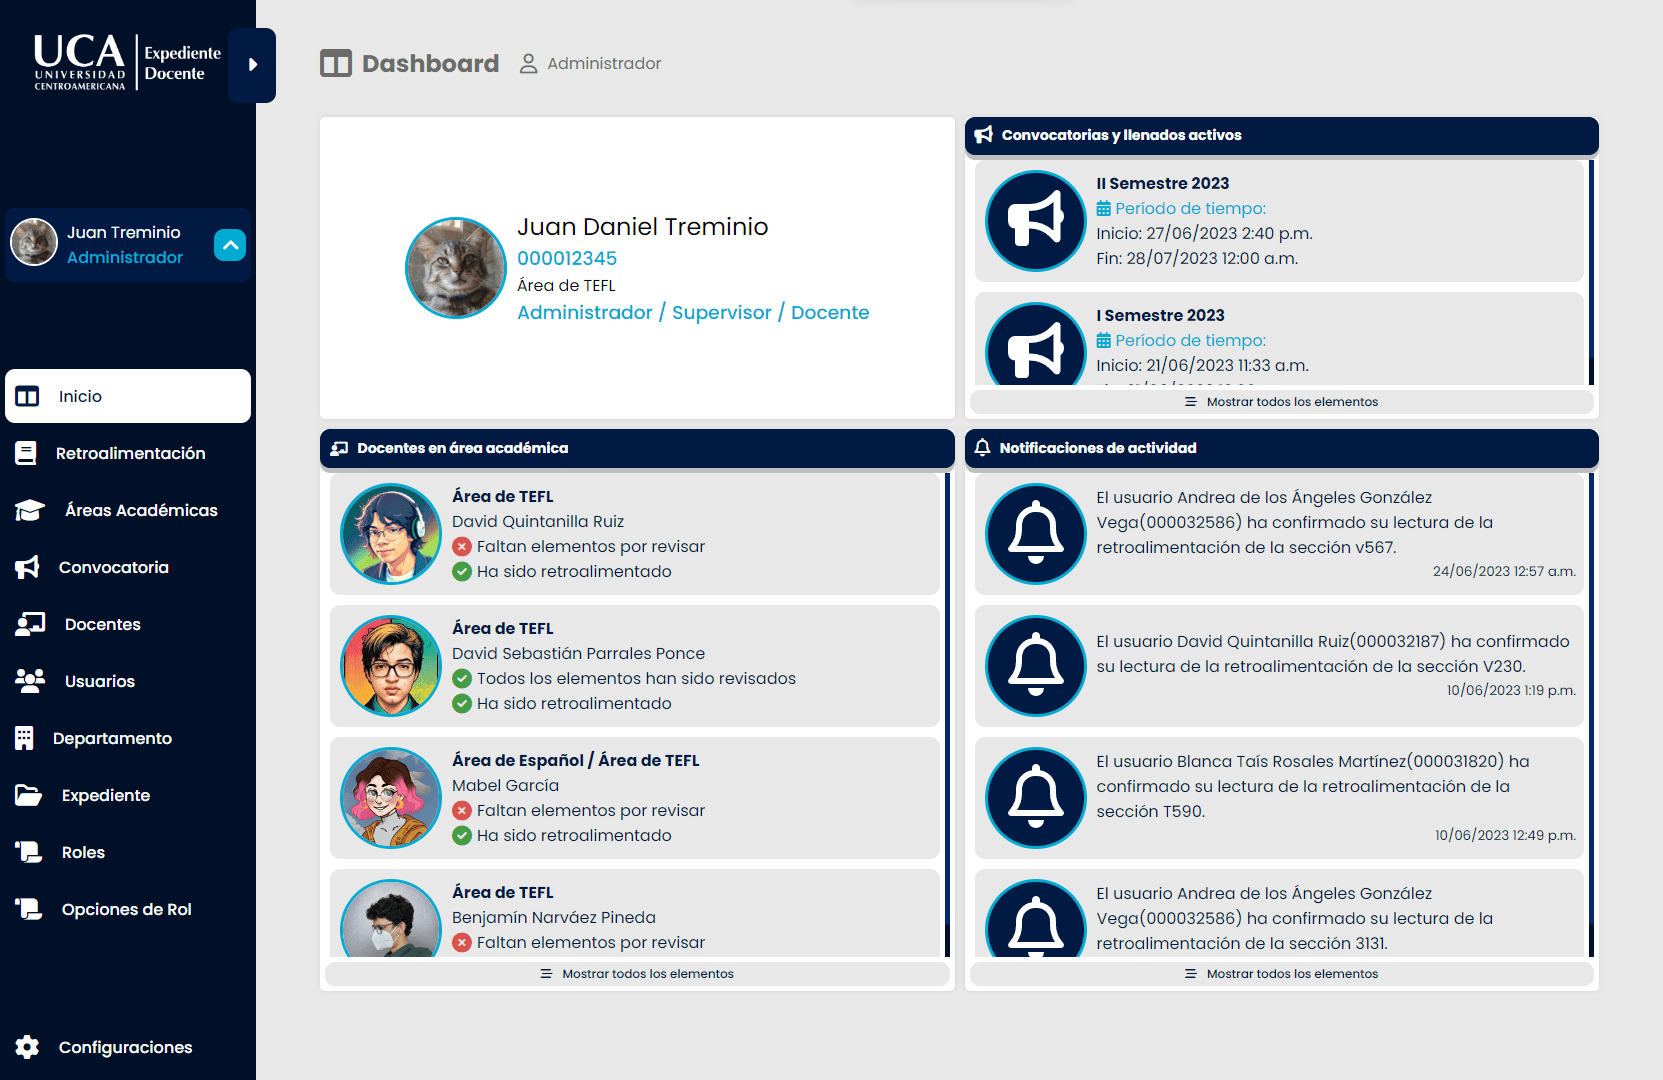 UCA
UNIVERSIDAD
CENTROAMERICANA
Expediente
Docente
Juan Treminio
Administrador
Inicio
Retroalimentación
Áreas Académicas
Convocatoria
Docentes
Usuarios
Departamento
Expediente
Roles
Opciones de Rol
Configuraciones
Dashboard
Administrador
Juan Daniel Treminio
000012345
Área de TEFL
Administrador / Supervisor / Docente
Convocatorias y llenados activos
II Semestre 2023
Período de tiempo:
Inicio: 27/06/2023 2:40 p.m.
Fin: 28/07/2023 12:00 a.m.
I Semestre 2023
Período de tiempo:
Inicio: 21/06/2023 11:33 a.m.
Mostrar todos los elementos
Docentes en área académica
Área de TEFL
David Quintanilla Ruiz
Faltan elementos por revisar
Ha sido retroalimentado
Área de TEFL
David Sebastián Parrales Ponce
Todos los elementos han sido revisados
Ha sido retroalimentado
Área de Español / Área de TEFL
Mabel García
Faltan elementos por revisar
Ha sido retroalimentado
Área de TEFL
Benjamín Narváez Pineda
Faltan elementos por revisar
Mostrar todos los elementos
Notificaciones de actividad
El usuario Andrea de los Ángeles González
Vega(000032586) ha confirmado su lectura de la
retroalimentación de la sección v567.
24/06/2023 12:57 a.m.
El usuario David Quintanilla Ruiz(000032187) ha confirmado
su lectura de la retroalimentación de la sección V230.
10/06/2023 1:19 p.m.
El usuario Blanca Taís Rosales Martínez(000031820) ha
confirmado su lectura de la retroalimentación de la
sección T590.
10/06/2023 12:49 p.m.
El usuario Andrea de los Ángeles González
Vega(000032586) ha confirmado su lectura de la
retroalimentación de la sección 3131.
Mostrar todos los elementos